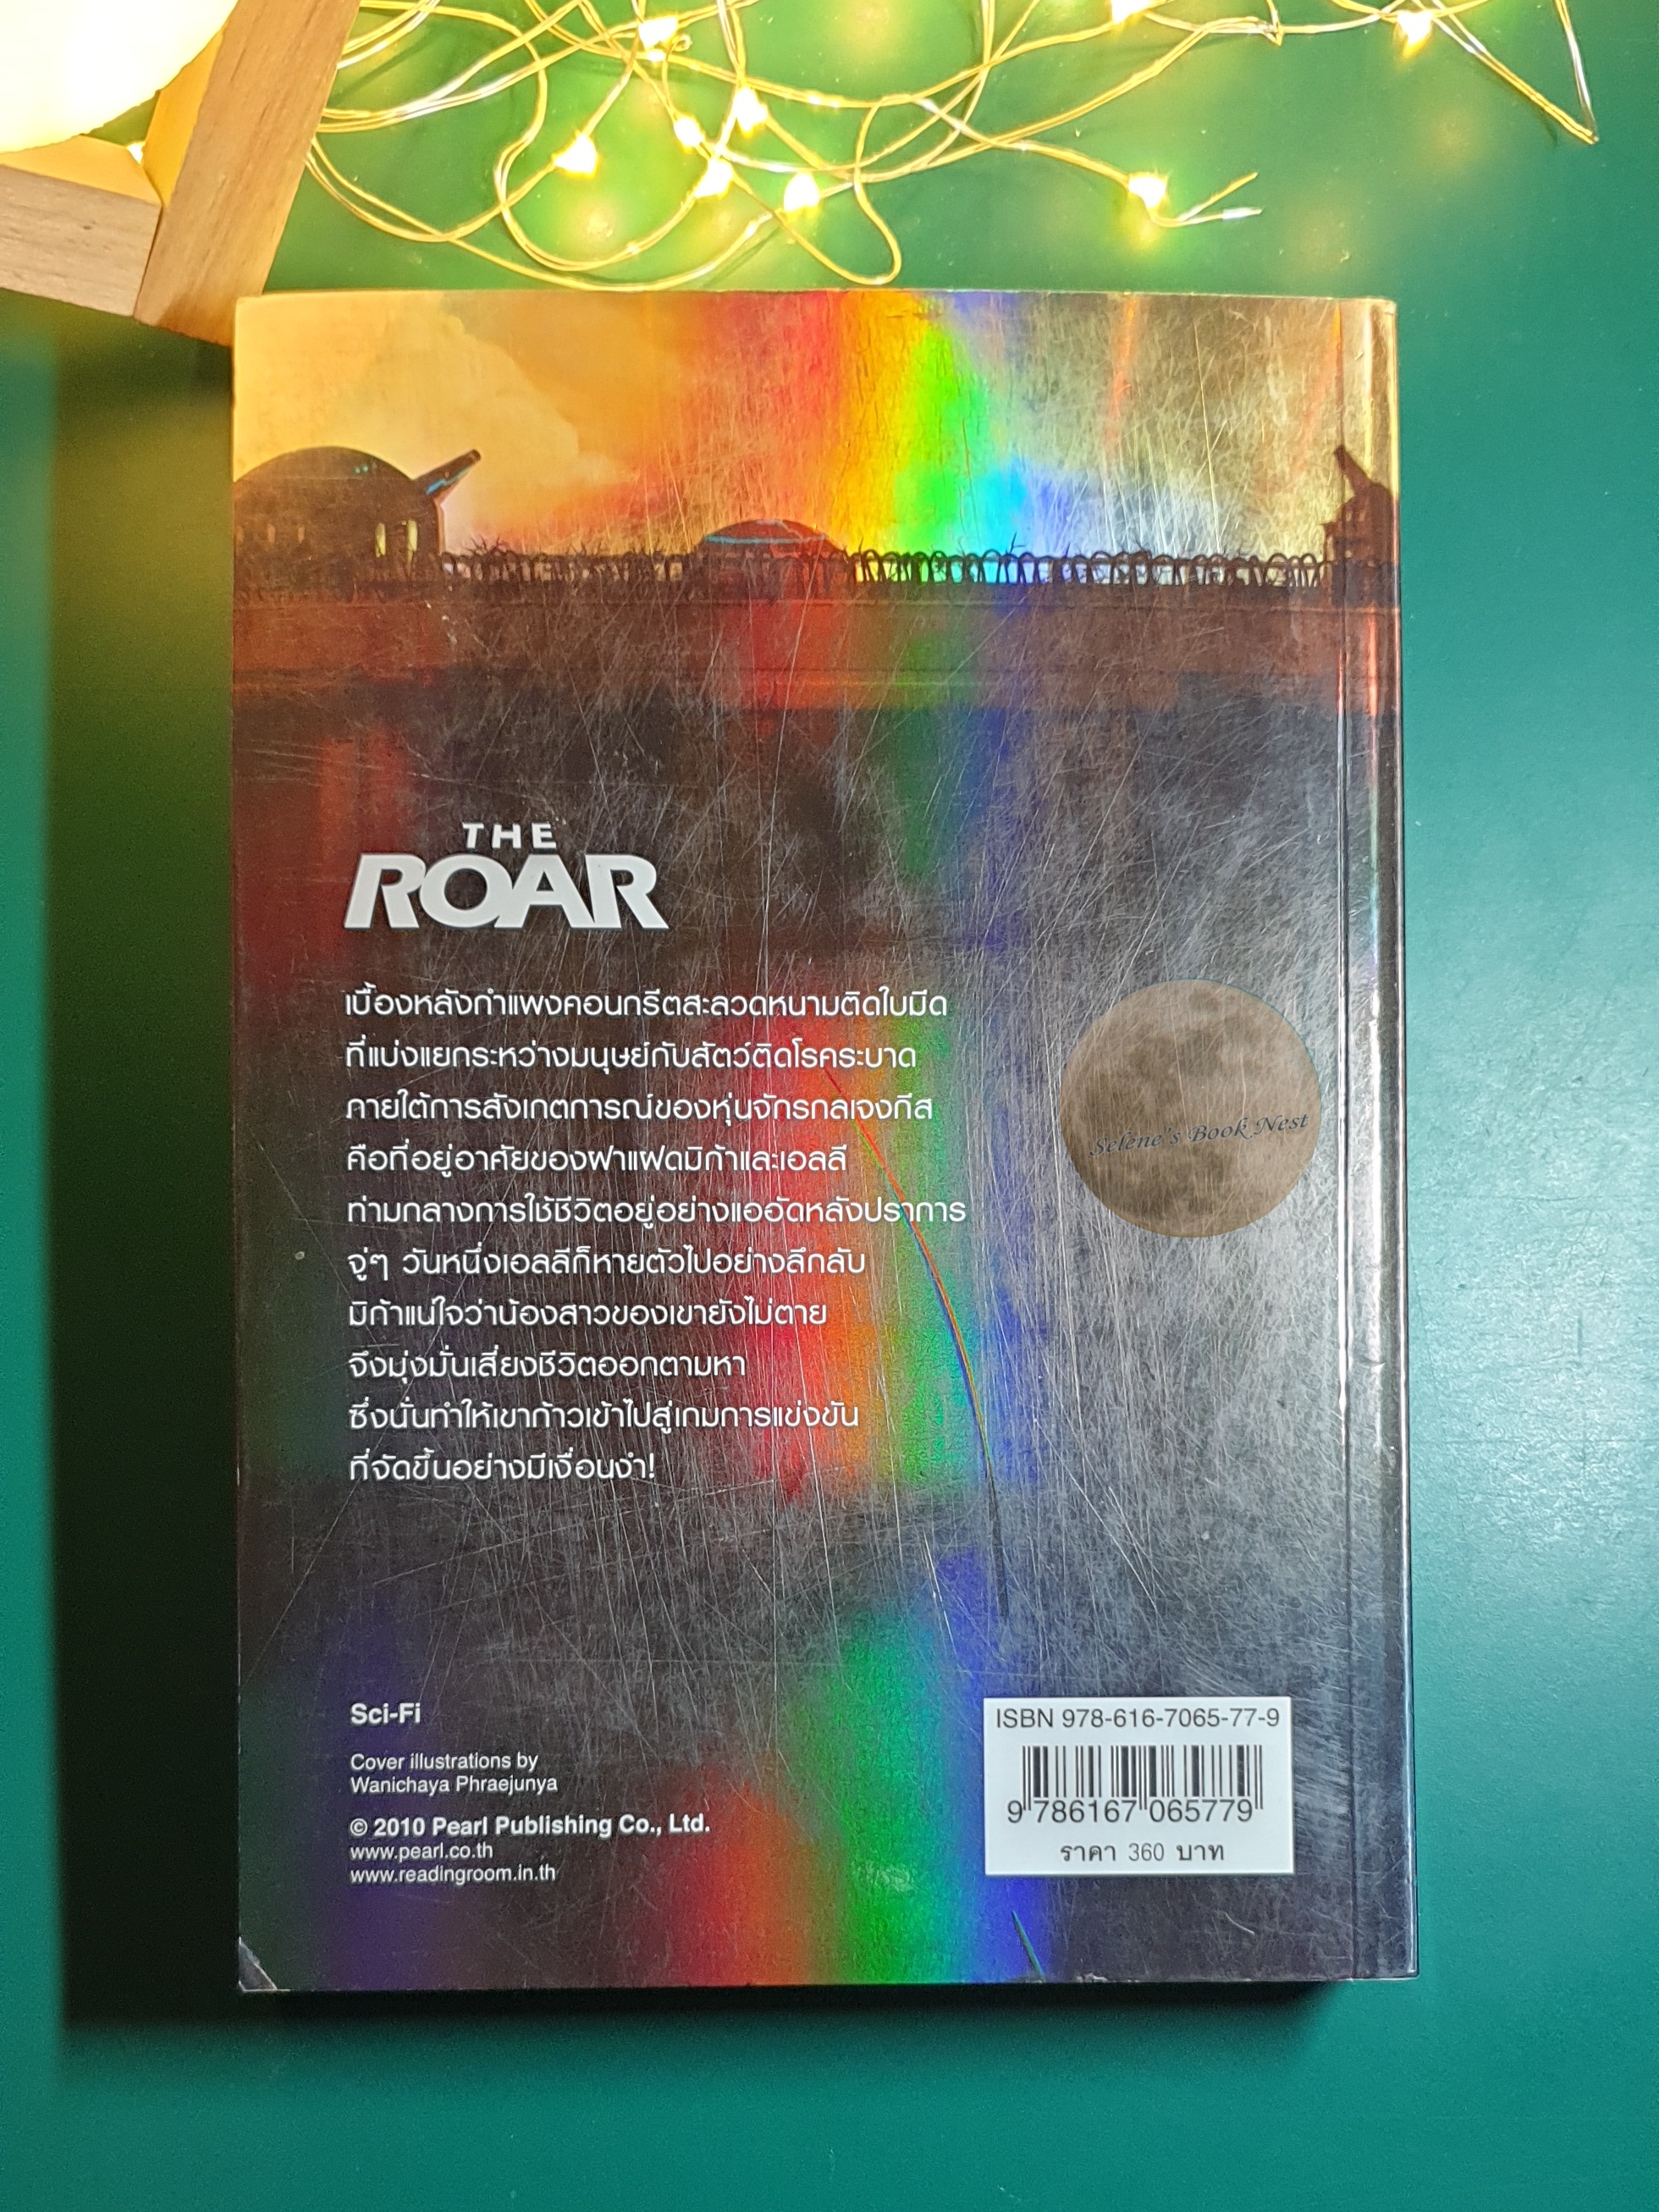 THE
ROAR
เบื้องหลังกำแพงคอนกรีตสะลวดหนามติดใบมีด
ที่แบ่งแยกระหว่างมนุษย์กับสัตว์ติดโรคระบาด
ภายใต้การสังเกตการณ์ของหุ่นจักรกลเจงกีส
คือที่อยู่อาศัยของฝาแฝดมิก้าและเอลลี
ท่ามกลางการใช้ชีวิตอยู่อย่างแออัดหลังปราการ
จู่ๆ วันหนึ่งเอลลีก็หายตัวไปอย่างลึกลับ
มิก้าแน่ใจว่าน้องสาวของเขายังไม่ตาย
จึงมุ่งมั่นเสี่ยงชีวิตออกตามหา
ซึ่งนั่นทำให้เขาก้าวเข้าไปสู่เกมการแข่งขัน
ที่จัดขึ้นอย่างมีเงื่อนงำ!
Selene's Book Nest
Sci-Fi
Cover illustrations by
Wanichaya Phraejunya
© 2010 Pearl Publishing Co., Ltd.
www.pearl.co.th
www.readingroom.in.th
ISBN 978-616-7065-77-9
9 786167 065779
ราคา 360 บาท